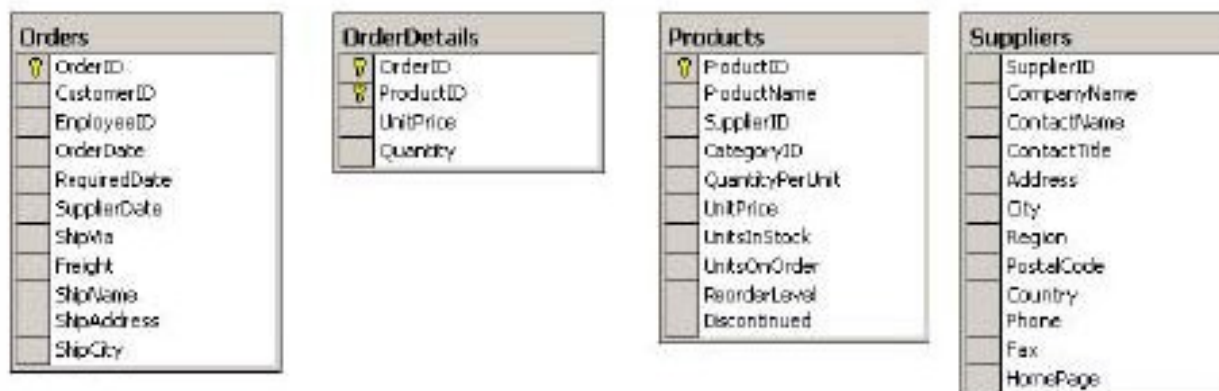 Orders
OrderID
CustomerID
EmployeeID
OrderDate
RequiredDate
SupplierDate
ShipVia
Freight
ShipName
ShipAddress
ShipCity
OrderDetails
OrderID
ProductID
UnitPrice
Quantity
Products
ProductID
ProductName
SupplierID
CategoryID
QuantityPerUnit
UnitPrice
UnitsInStock
UnitsOnOrder
ReorderLevel
Discontinued
Suppliers
SupplierID
CompanyName
ContactName
ContactTitle
Address
City
Region
PostalCode
Country
Phone
Fax
HomePage